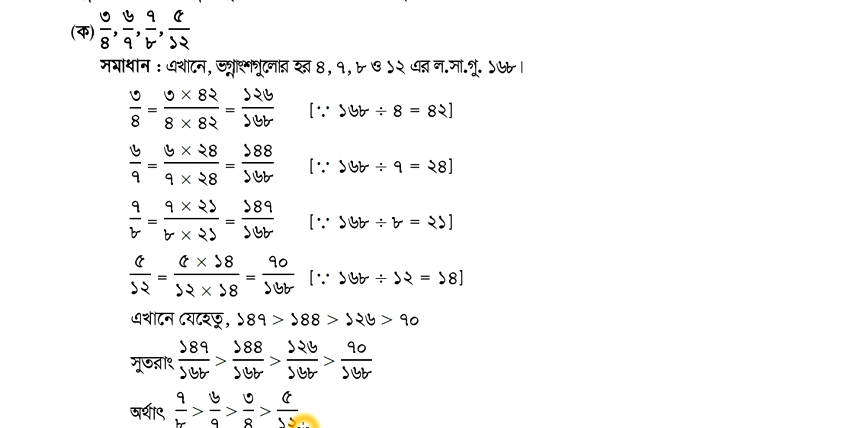 (ক) ৩/৪, ৬/৭, ৭/৮, ৫/১২
সমাধান : এখানে, ভগ্নাংশগুলোর হর ৪, ৭, ৮ ও ১২ এর ল.সা.গু. ১৬৮।
৩/৪ = ৩ × ৪২/৪ × ৪২ = ১২৬/১৬৮ [∵ ১৬৮ ÷ ৪ = ৪২]
৬/৭ = ৬ × ২৪/৭ × ২৪ = ১৪৪/১৬৮ [∵ ১৬৮ ÷ ৭ = ২৪]
৭/৮ = ৭ × ২১/৮ × ২১ = ১৪৭/১৬৮ [∵ ১৬৮ ÷ ৮ = ২১]
৫/১২ = ৫ × ১৪/১২ × ১৪ = ৭০/১৬৮ [∵ ১৬৮ ÷ ১২ = ১৪]
এখানে যেহেতু, ১৪৭ > ১৪৪ > ১২৬ > ৭০
সুতরাং ১৪৭/১৬৮ > ১৪৪/১৬৮ > ১২৬/১৬৮ > ৭০/১৬৮
অর্থাৎ ৭/৮ > ৬/৭ > ৩/৪ > ৫/১২